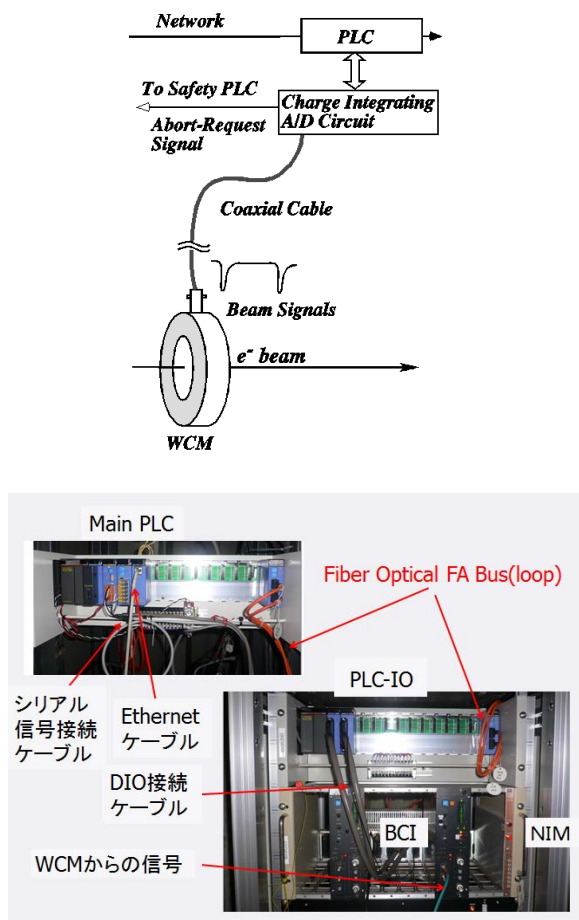 Network
PLC
To Safety PLC
Charge Integrating
A/D Circuit
Abort-Request
Signal
Coaxial Cable
Beam Signals
e⁻ beam
WCM
Main PLC
Fiber Optical FA Bus(loop)
PLC-IO
シリアル
信号接続
ケーブル
Ethernet
ケーブル
DIO接続
ケーブル
BCI
NIM
WCMからの信号